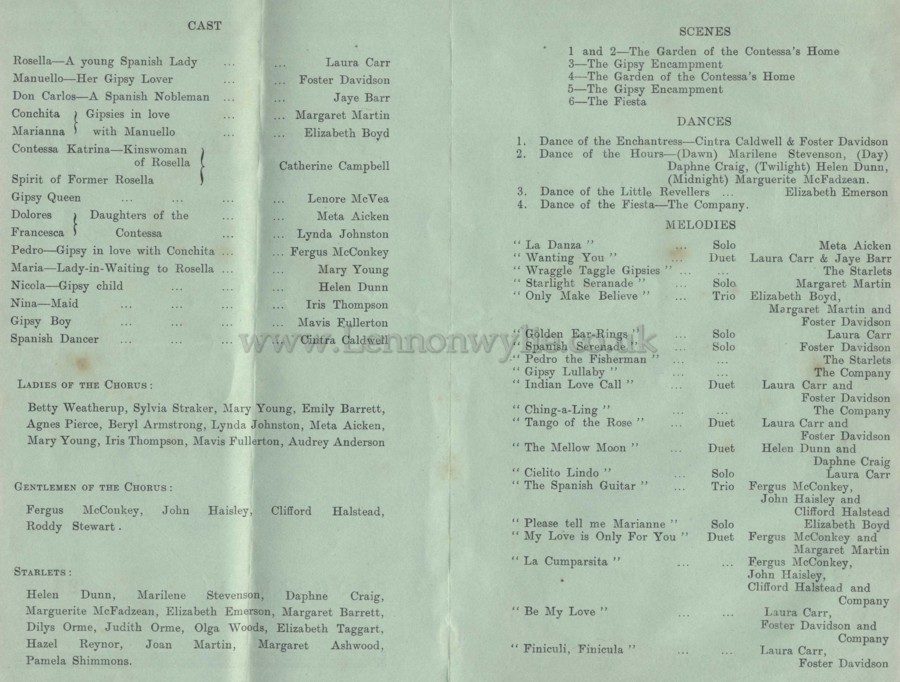 CAST
Rosella—A young Spanish Lady ... ... Laura Carr
Manuello—Her Gipsy Lover ... Foster Davidson
Don Carlos—A Spanish Nobleman ... ... Jaye Barr
Conchita } Gipsies in love ... ... Margaret Martin
Marianna } with Manuello ... ... Elizabeth Boyd
Contessa Katrina—Kinswoman
of Rosella
Catherine Campbell
Spirit of Former Rosella
Gipsy Queen ... ... ... ... Lenore McVea
Dolores } Daughters of the ... ... Meta Aicken
Francesca } Contessa ... ... Lynda Johnston
Pedro—Gipsy in love with Conchita ... ... Fergus McConkey
Maria—Lady-in-Waiting to Rosella ... ... Mary Young
Nicola—Gipsy child ... ... ... Helen Dunn
Nina—Maid ... ... ... ... Iris Thompson
Gipsy Boy ... ... ... ... Mavis Fullerton
Spanish Dancer ... ... ... ... Cintra Caldwell
Ladies of the Chorus :
Betty Weatherup, Sylvia Straker, Mary Young, Emily Barrett,
Agnes Pierce, Beryl Armstrong, Lynda Johnston, Meta Aicken,
Mary Young, Iris Thompson, Mavis Fullerton, Audrey Anderson
Gentlemen of the Chorus :
Fergus McConkey, John Haisley, Clifford Halstead,
Roddy Stewart .
Starlets :
Helen Dunn, Marilene Stevenson, Daphne Craig,
Marguerite McFadzean, Elizabeth Emerson, Margaret Barrett,
Dilys Orme, Judith Orme, Olga Woods, Elizabeth Taggart,
Hazel Reynor, Joan Martin, Margaret Ashwood,
Pamela Shimmons.
SCENES
1 and 2—The Garden of the Contessa's Home
3—The Gipsy Encampment
4—The Garden of the Contessa's Home
5—The Gipsy Encampment
6—The Fiesta
DANCES
1. Dance of the Enchantress—Cintra Caldwell & Foster Davidson
2. Dance of the Hours—(Dawn) Marilene Stevenson, (Day)
Daphne Craig, (Twilight) Helen Dunn,
(Midnight) Marguerite McFadzean.
3. Dance of the Little Revellers ... Elizabeth Emerson
4. Dance of the Fiesta—The Company.
MELODIES
" La Danza " ... Solo Meta Aicken
" Wanting You " ... Duet Laura Carr & Jaye Barr
" Wraggle Taggle Gipsies " ... ... The Starlets
" Starlight Seranade " ... Solo Margaret Martin
" Only Make Believe " ... Trio Elizabeth Boyd,
Margaret Martin and
Foster Davidson
" Golden Ear-Rings " ... Solo Laura Carr
" Spanish Serenade " ... Solo Foster Davidson
" Pedro the Fisherman " ... ... The Starlets
" Gipsy Lullaby " ... ... The Company
" Indian Love Call " ... Duet Laura Carr and
Foster Davidson
" Ching-a-Ling " ... ... The Company
" Tango of the Rose " ... Duet Laura Carr and
Foster Davidson
" The Mellow Moon " ... Duet Helen Dunn and
Daphne Craig
" Cielito Lindo " ... Solo Laura Carr
" The Spanish Guitar " ... Trio Fergus McConkey,
John Haisley and
Clifford Halstead
" Please tell me Marianne " Solo Elizabeth Boyd
" My Love is Only For You " Duet Fergus McConkey and
Margaret Martin
" La Cumparsita " ... ... Fergus McConkey,
John Haisley,
Clifford Halstead and
Company
" Be My Love " ... ... Laura Carr,
Foster Davidson and
Company
" Finiculi, Finicula " ... ... Laura Carr,
Foster Davidson
www.Lennonwylie.co.uk